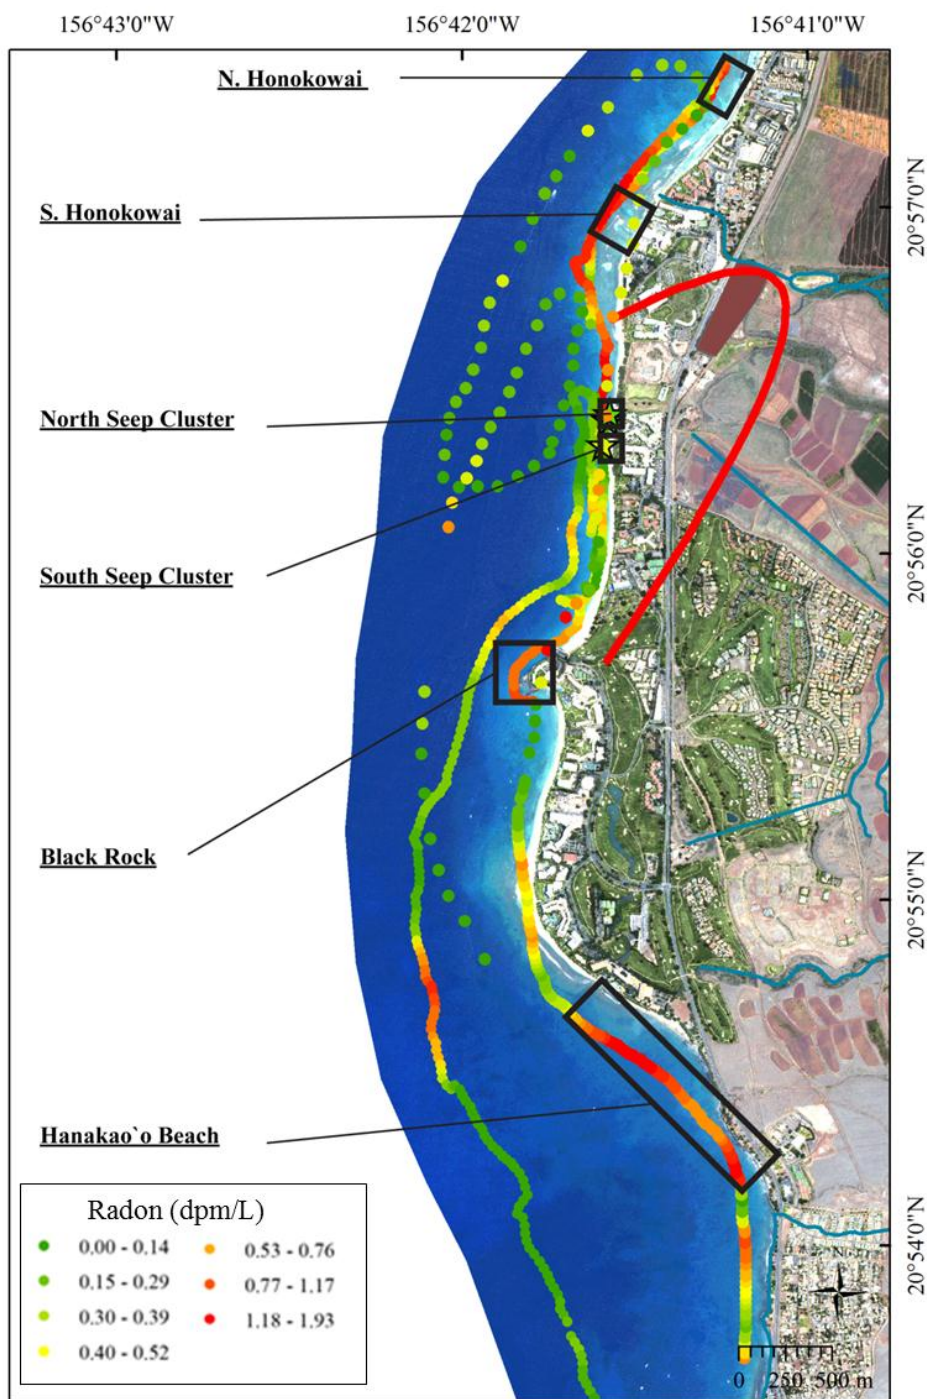 156°43'0"W 156°42'0"W 156°41'0"W
N. Honokowai
S. Honokowai
20°57'0"N
North Seep Cluster
South Seep Cluster
20°56'0"N
Black Rock
20°55'0"N
Hanakao`o Beach
20°54'0"N
Radon (dpm/L)
0.00 - 0.14
0.15 - 0.29
0.30 - 0.39
0.40 - 0.52
0.53 - 0.76
0.77 - 1.17
1.18 - 1.93
N
0 250 500 m